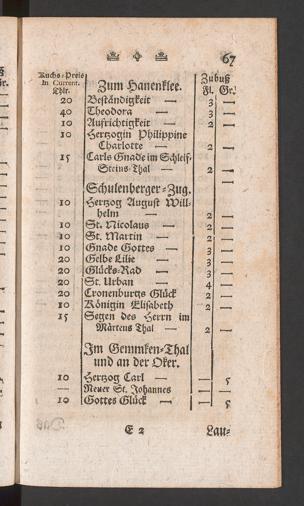 67
Kuchs-Preis
in Current.
Thlr.
Zubuß
Fl. Gr.
Zum Hanenklee.
20 Beständigkeit — 3 —
40 Theodora — 3 —
10 Aufrichtigkeit — 2 —
10 Hertzogin Philippine
Charlotte — 2 —
15 Carls Gnade im Schleif-
Steins-Thal — 2 —
Schulenberger-Zug.
10 Hertzog August Will-
helm — 2 —
10 St. Nicolaus — 2 —
10 St. Martin — 2 —
10 Gnade Gottes — 3 —
20 Gelbe Lilie — 3 —
20 Glücks-Rad — 3 —
20 St. Urban — 4 —
20 Cronenburgs Glück 2 —
10 Königin Elisabeth 2 —
15 Segen des Herrn im
Märtens Thal — 2 —
Im Gemmken-Thal
und an der Oker.
10 Hertzog Carl — — 5
— Neuer St. Johannes — —
10 Gottes Glück — — 5
E 2 Lau-